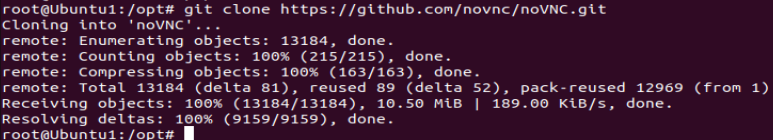 root@Ubuntu1:/opt# git clone https://github.com/novnc/noVNC.git
Cloning into 'noVNC'...
remote: Enumerating objects: 13184, done.
remote: Counting objects: 100% (215/215), done.
remote: Compressing objects: 100% (163/163), done.
remote: Total 13184 (delta 81), reused 89 (delta 52), pack-reused 12969 (from 1)
Receiving objects: 100% (13184/13184), 10.50 MiB | 189.00 KiB/s, done.
Resolving deltas: 100% (9159/9159), done.
root@Ubuntu1:/opt#